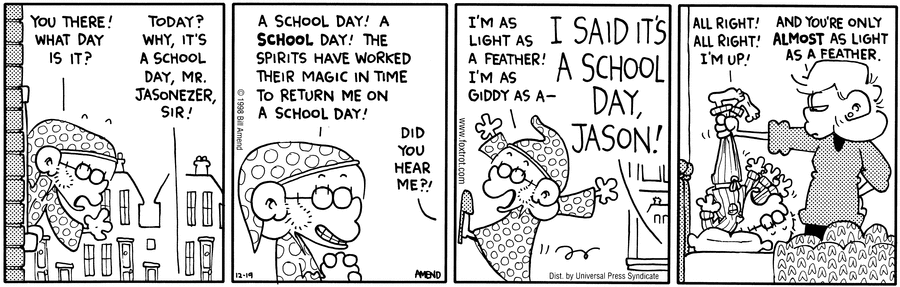 YOU THERE!
WHAT DAY
IS IT?
TODAY?
WHY, IT'S
A SCHOOL
DAY, MR.
JASONEZER,
SIR!
A SCHOOL DAY! A
SCHOOL DAY! THE
SPIRITS HAVE WORKED
THEIR MAGIC IN TIME
TO RETURN ME ON
A SCHOOL DAY!
DID
YOU
HEAR
ME?!
© 1998 Bill Amend
12-19
AMEND
I'M AS
LIGHT AS
A FEATHER!
I'M AS
GIDDY AS A—
I SAID IT'S
A SCHOOL
DAY,
JASON!
www.foxtrot.com
Dist. by Universal Press Syndicate
ALL RIGHT!
ALL RIGHT!
I'M UP!
AND YOU'RE ONLY
ALMOST AS LIGHT
AS A FEATHER.